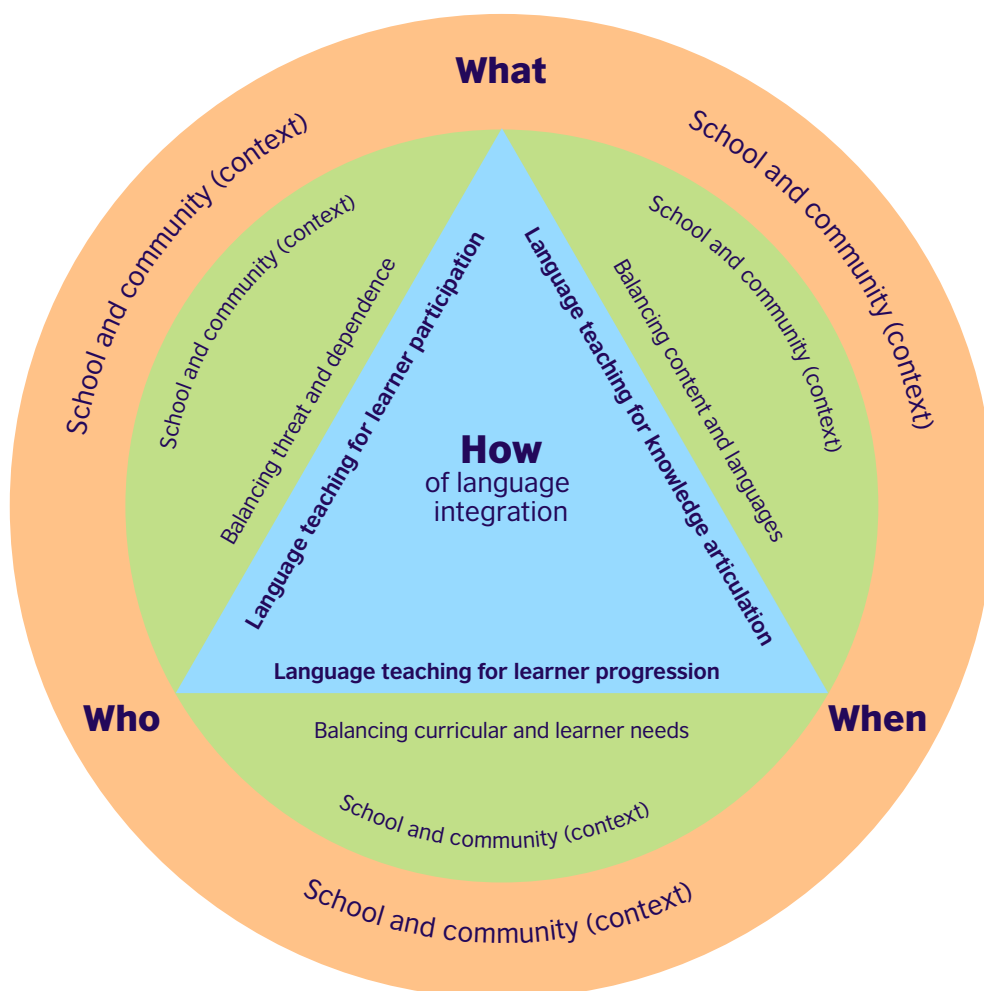 What
School and community (context)
School and community (context)
School and community (context)
School and community (context)
Balancing threat and dependence
Language teaching for learner participation
Language teaching for knowledge articulation
Balancing content and languages
How
of language
integration
Language teaching for learner progression
Who
When
Balancing curricular and learner needs
School and community (context)
School and community (context)